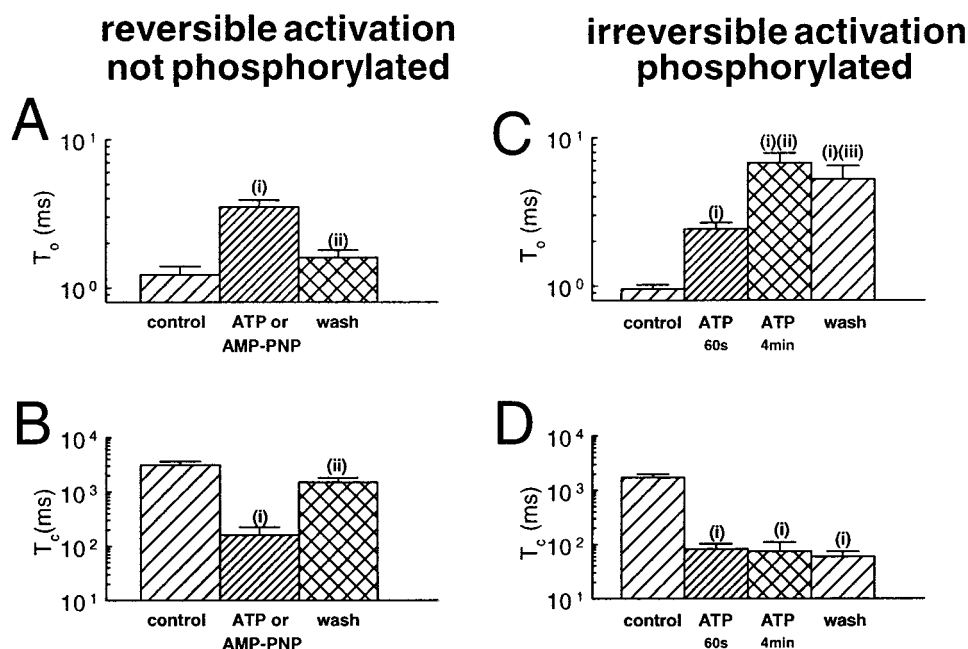 reversible activation
not phosphorylated
irreversible activation
phosphorylated
A
10¹
10⁰
T₀ (ms)
(i)
(ii)
control
ATP or
AMP-PNP
wash
C
10¹
10⁰
T₀ (ms)
(i)
(i)(ii)
(i)(iii)
control
ATP
60s
ATP
4min
wash
B
10⁴
10³
10²
10¹
T_c (ms)
(i)
(ii)
control
ATP or
AMP-PNP
wash
D
10⁴
10³
10²
10¹
T_c (ms)
(i)
(i)
(i)
control
ATP
60s
ATP
4min
wash